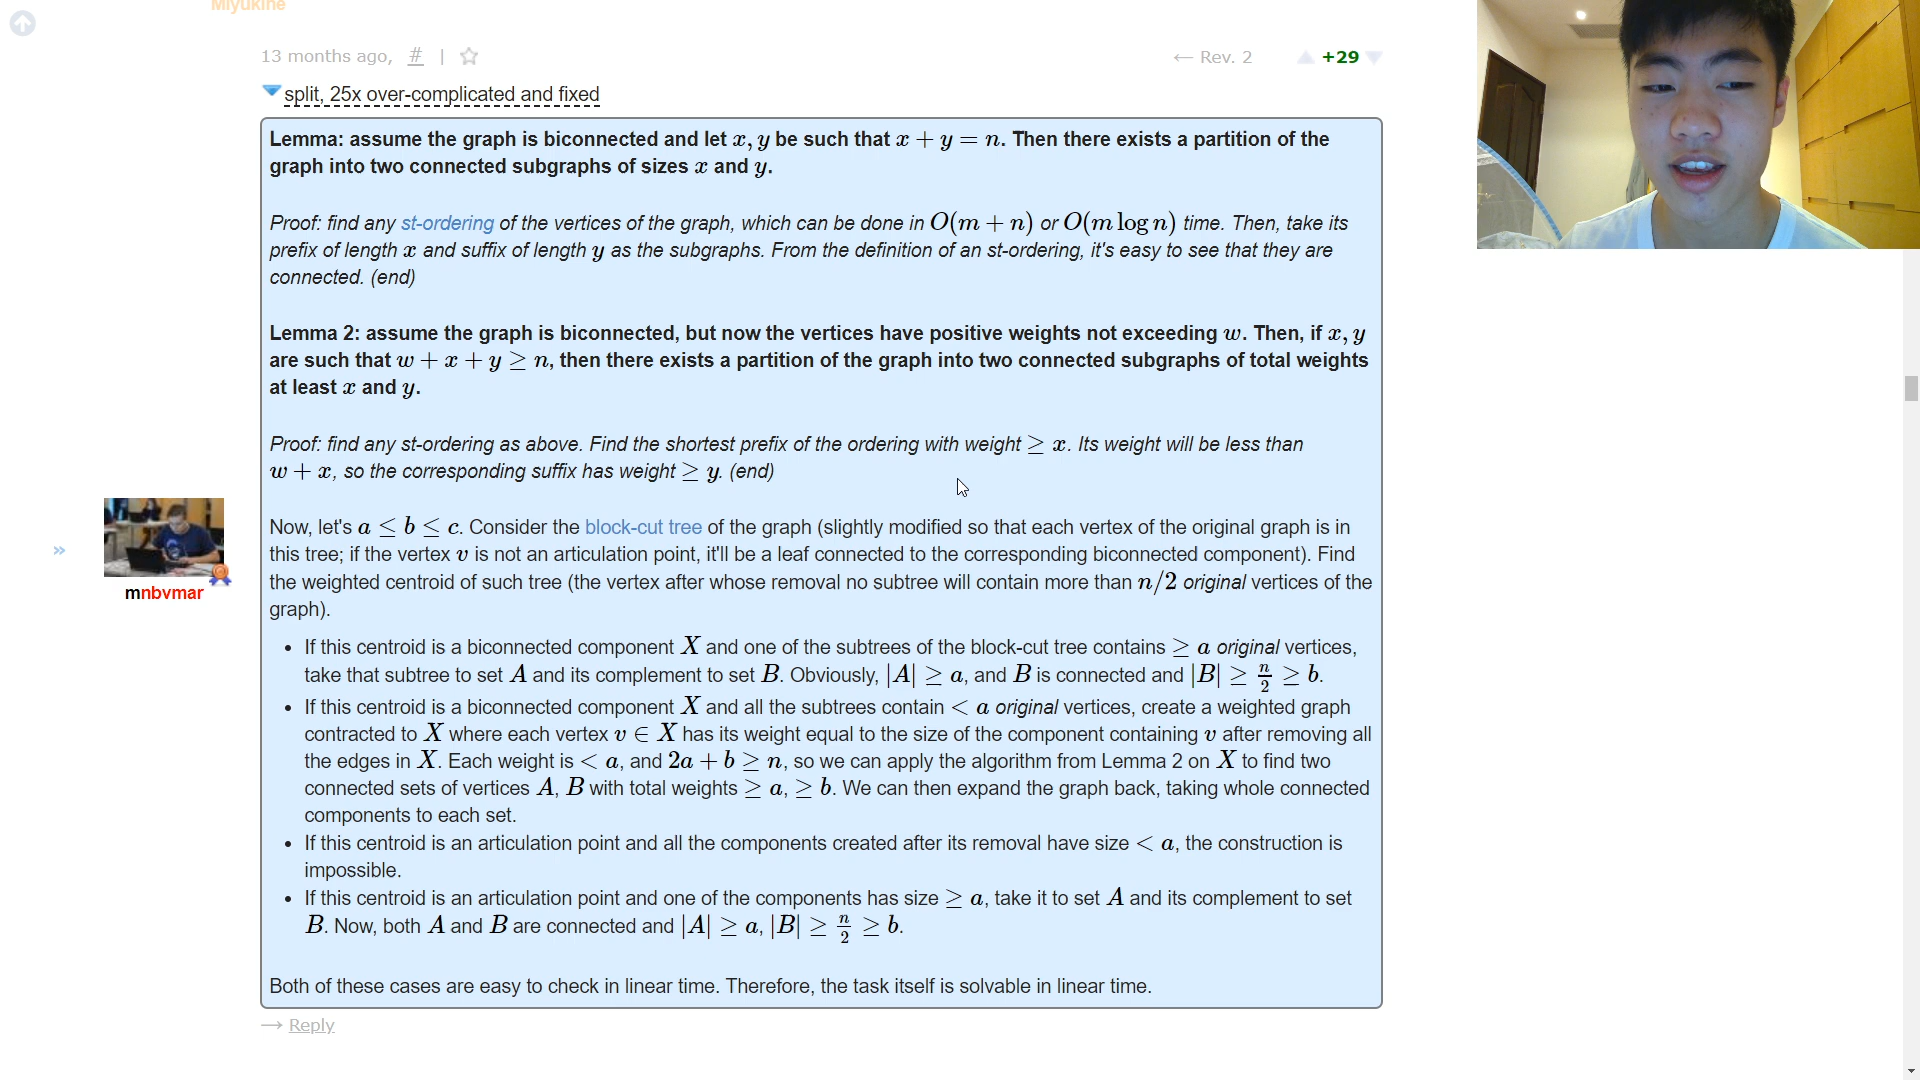 Miyukine
13 months ago, # |
← Rev. 2
+29
split, 25x over-complicated and fixed
Lemma: assume the graph is biconnected and let x, y be such that x + y = n. Then there exists a partition of the
graph into two connected subgraphs of sizes x and y.
Proof: find any st-ordering of the vertices of the graph, which can be done in O(m + n) or O(m log n) time. Then, take its
prefix of length x and suffix of length y as the subgraphs. From the definition of an st-ordering, it's easy to see that they are
connected. (end)
Lemma 2: assume the graph is biconnected, but now the vertices have positive weights not exceeding w. Then, if x, y
are such that w + x + y ≥ n, then there exists a partition of the graph into two connected subgraphs of total weights
at least x and y.
Proof: find any st-ordering as above. Find the shortest prefix of the ordering with weight ≥ x. Its weight will be less than
w + x, so the corresponding suffix has weight ≥ y. (end)
Now, let's a ≤ b ≤ c. Consider the block-cut tree of the graph (slightly modified so that each vertex of the original graph is in
this tree; if the vertex v is not an articulation point, it'll be a leaf connected to the corresponding biconnected component). Find
the weighted centroid of such tree (the vertex after whose removal no subtree will contain more than n/2 original vertices of the
graph).
»
mnbvmar
• If this centroid is a biconnected component X and one of the subtrees of the block-cut tree contains ≥ a original vertices,
take that subtree to set A and its complement to set B. Obviously, |A| ≥ a, and B is connected and |B| ≥ n/2 ≥ b.
• If this centroid is a biconnected component X and all the subtrees contain < a original vertices, create a weighted graph
contracted to X where each vertex v ∈ X has its weight equal to the size of the component containing v after removing all
the edges in X. Each weight is < a, and 2a + b ≥ n, so we can apply the algorithm from Lemma 2 on X to find two
connected sets of vertices A, B with total weights ≥ a, ≥ b. We can then expand the graph back, taking whole connected
components to each set.
• If this centroid is an articulation point and all the components created after its removal have size < a, the construction is
impossible.
• If this centroid is an articulation point and one of the components has size ≥ a, take it to set A and its complement to set
B. Now, both A and B are connected and |A| ≥ a, |B| ≥ n/2 ≥ b.
Both of these cases are easy to check in linear time. Therefore, the task itself is solvable in linear time.
→ Reply